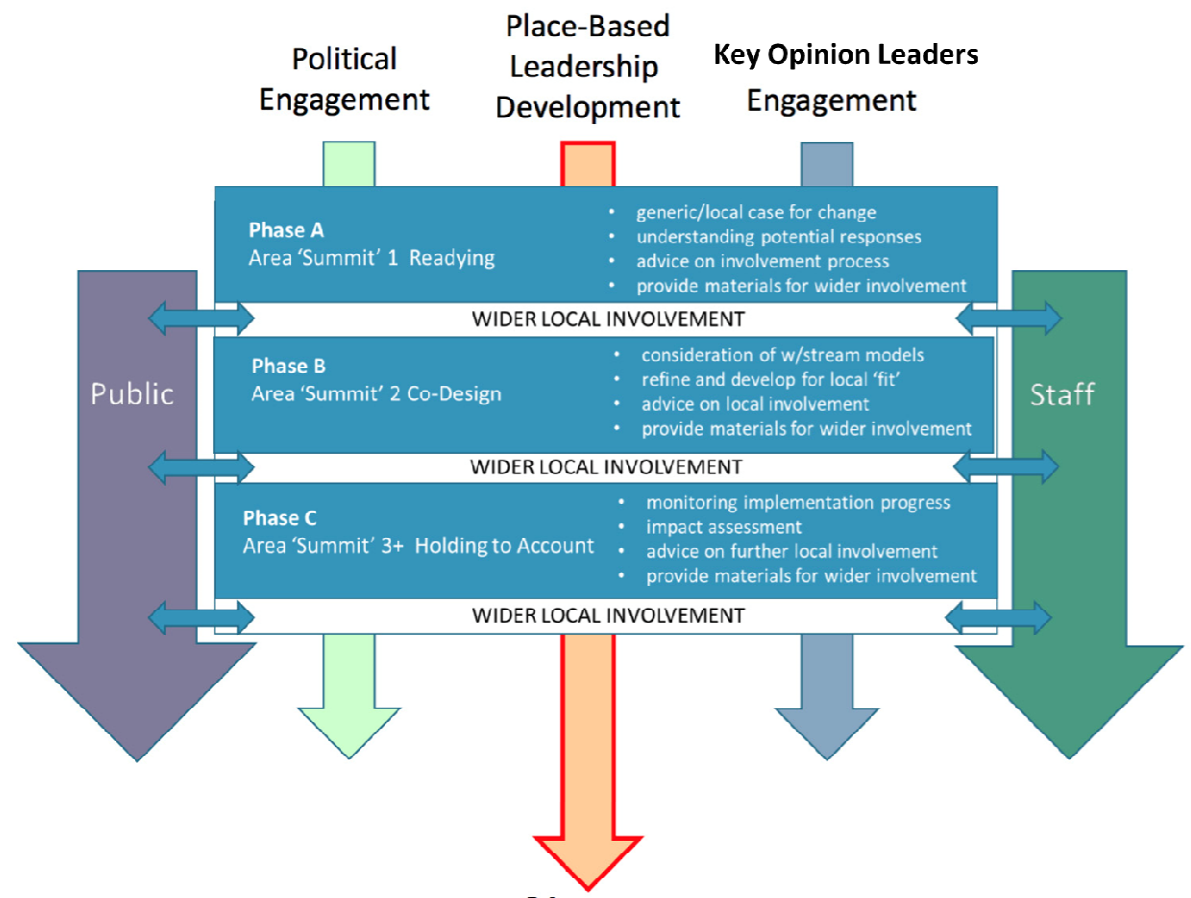 Political
Engagement
Place-Based
Leadership
Development
Key Opinion Leaders
Engagement
Phase A
Area ‘Summit’ 1 Readying
• generic/local case for change
• understanding potential responses
• advice on involvement process
• provide materials for wider involvement
WIDER LOCAL INVOLVEMENT
Public
Staff
Phase B
Area ‘Summit’ 2 Co-Design
• consideration of w/stream models
• refine and develop for local ‘fit’
• advice on local involvement
• provide materials for wider involvement
WIDER LOCAL INVOLVEMENT
Phase C
Area ‘Summit’ 3+ Holding to Account
• monitoring implementation progress
• impact assessment
• advice on further local involvement
• provide materials for wider involvement
WIDER LOCAL INVOLVEMENT